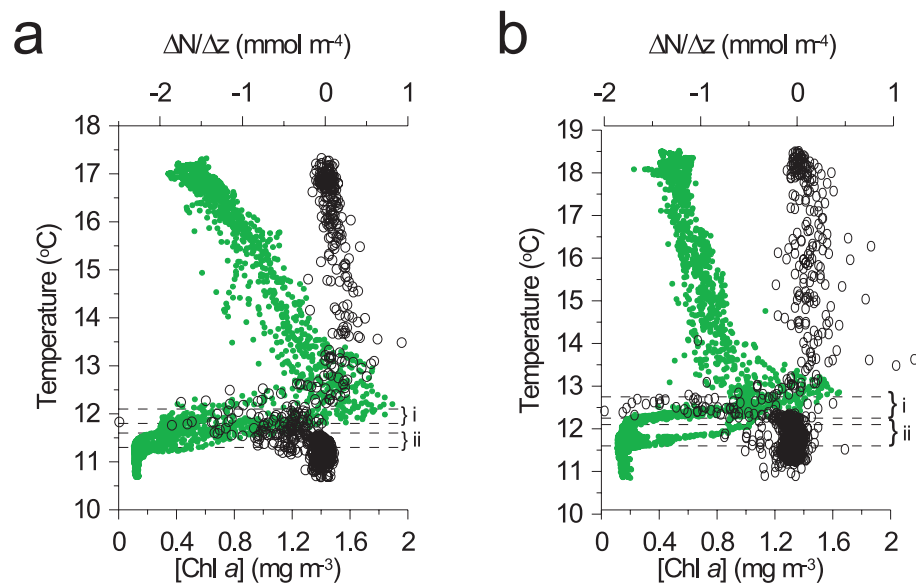 a
ΔN/Δz (mmol m-4)
-2 -1 0 1
18
17
16
15
14
13
12
11
10
Temperature (oC)
i
ii
0 0.4 0.8 1.2 1.6 2
[Chl a] (mg m-3)
b
ΔN/Δz (mmol m-4)
-2 -1 0 1
19
18
17
16
15
14
13
12
11
10
Temperature (oC)
i
ii
0 0.4 0.8 1.2 1.6 2
[Chl a] (mg m-3)